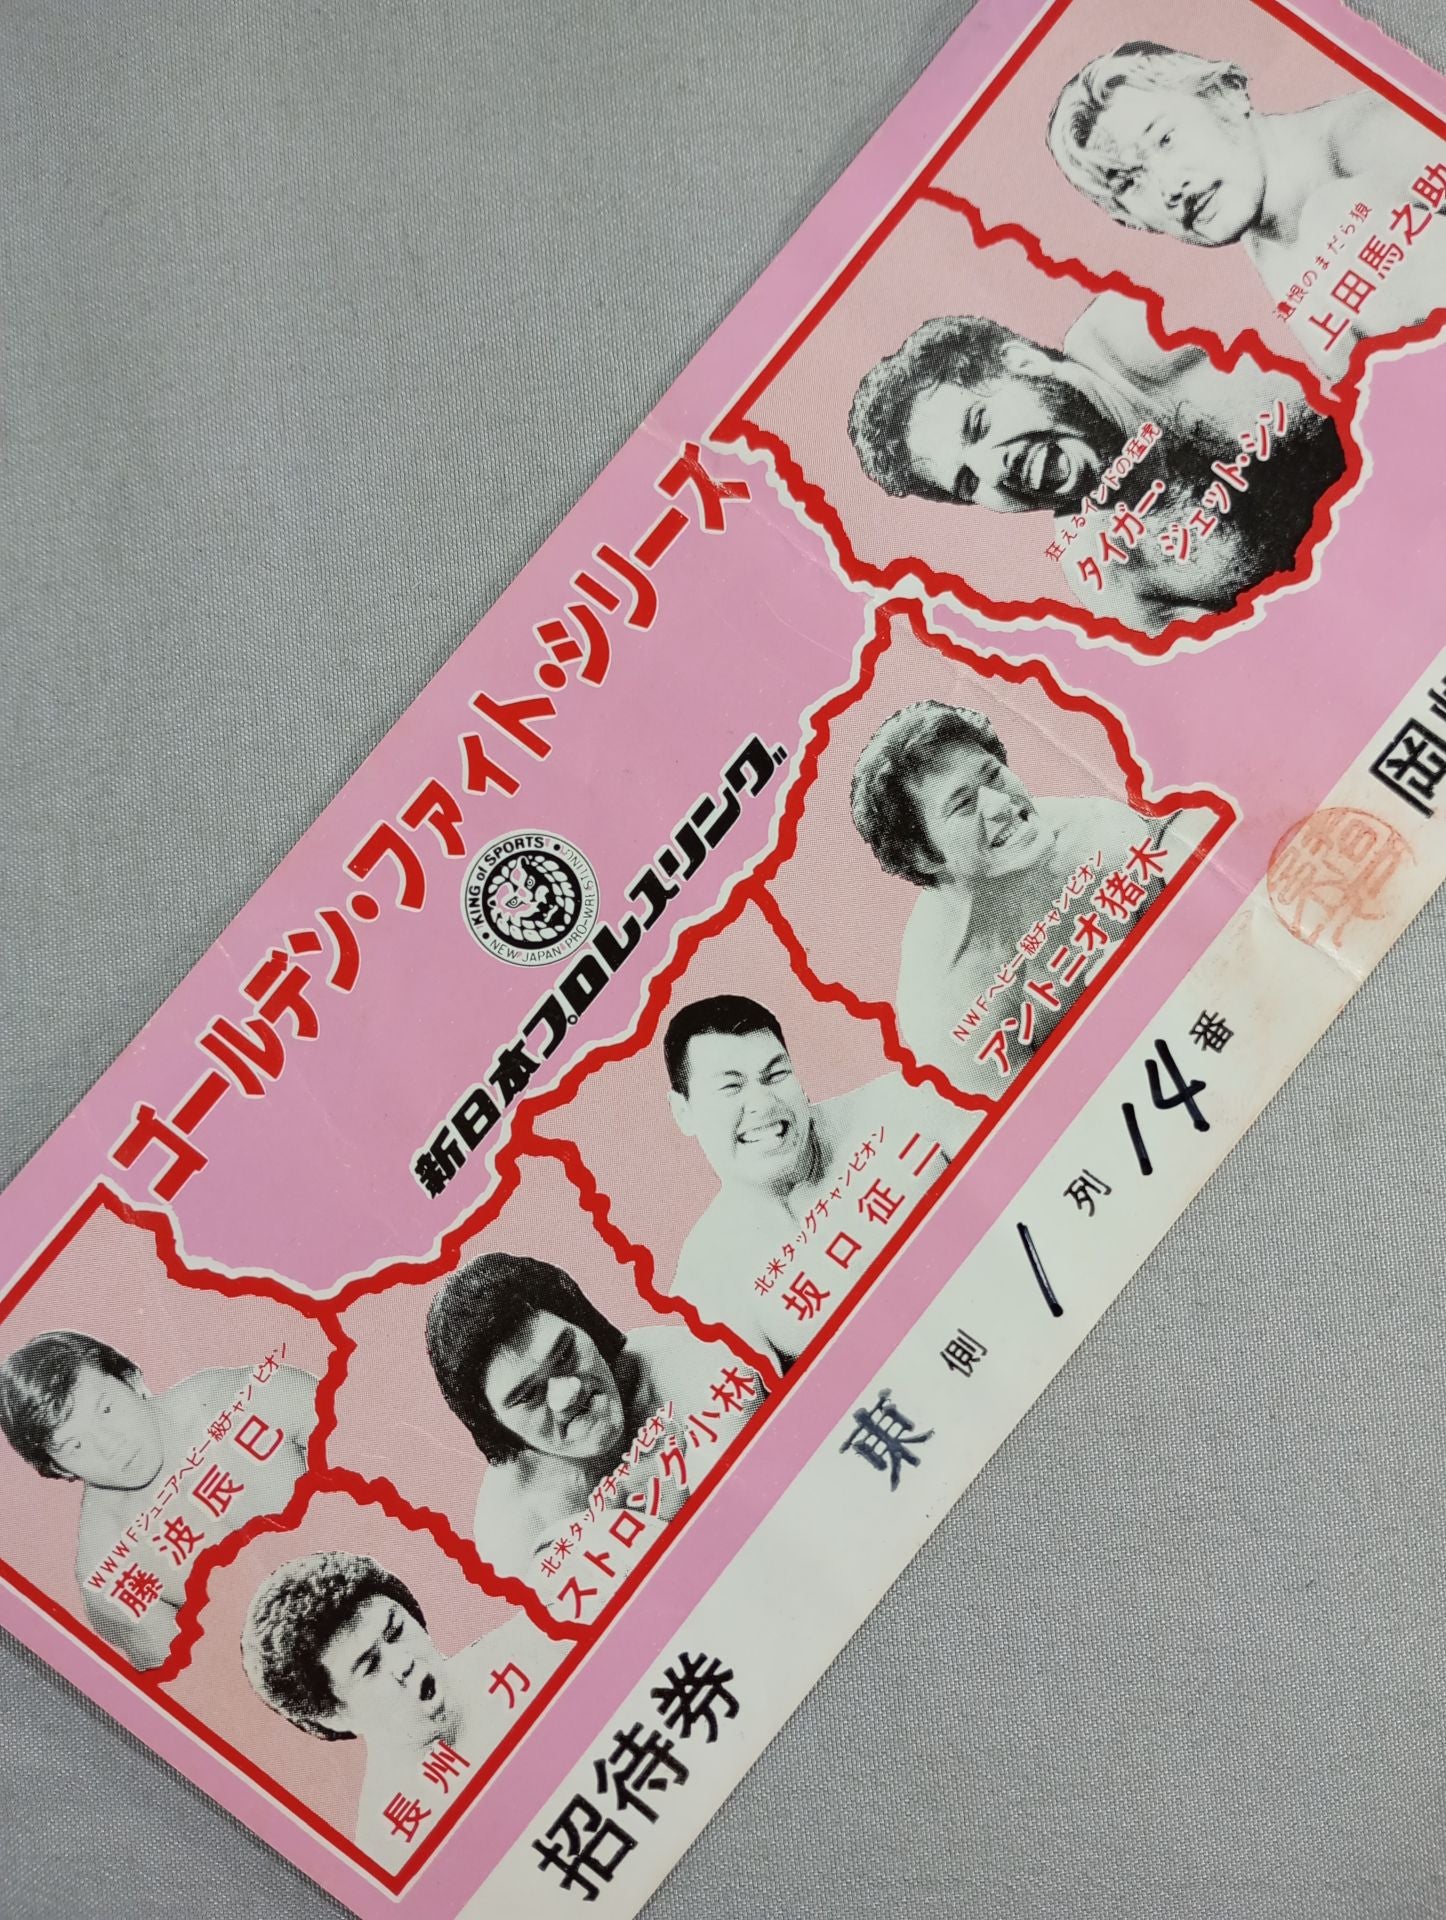 ゴールデン・ファイト・シリーズ
KING of SPORTS
NEW JAPAN PRO-WRESTLING
新日本プロレスリング
遺恨のまだら狼
上田馬之助
狂えるインドの猛虎
タイガー・
ジェット・シン
NWFヘビー級チャンピオン
アントニオ猪木
北米タッグチャンピオン
坂口征二
北米タッグチャンピオン
ストロング小林
WWWFジュニアヘビー級チャンピオン
藤波辰巳
長州力
招待券
東側 1列 14番
岡